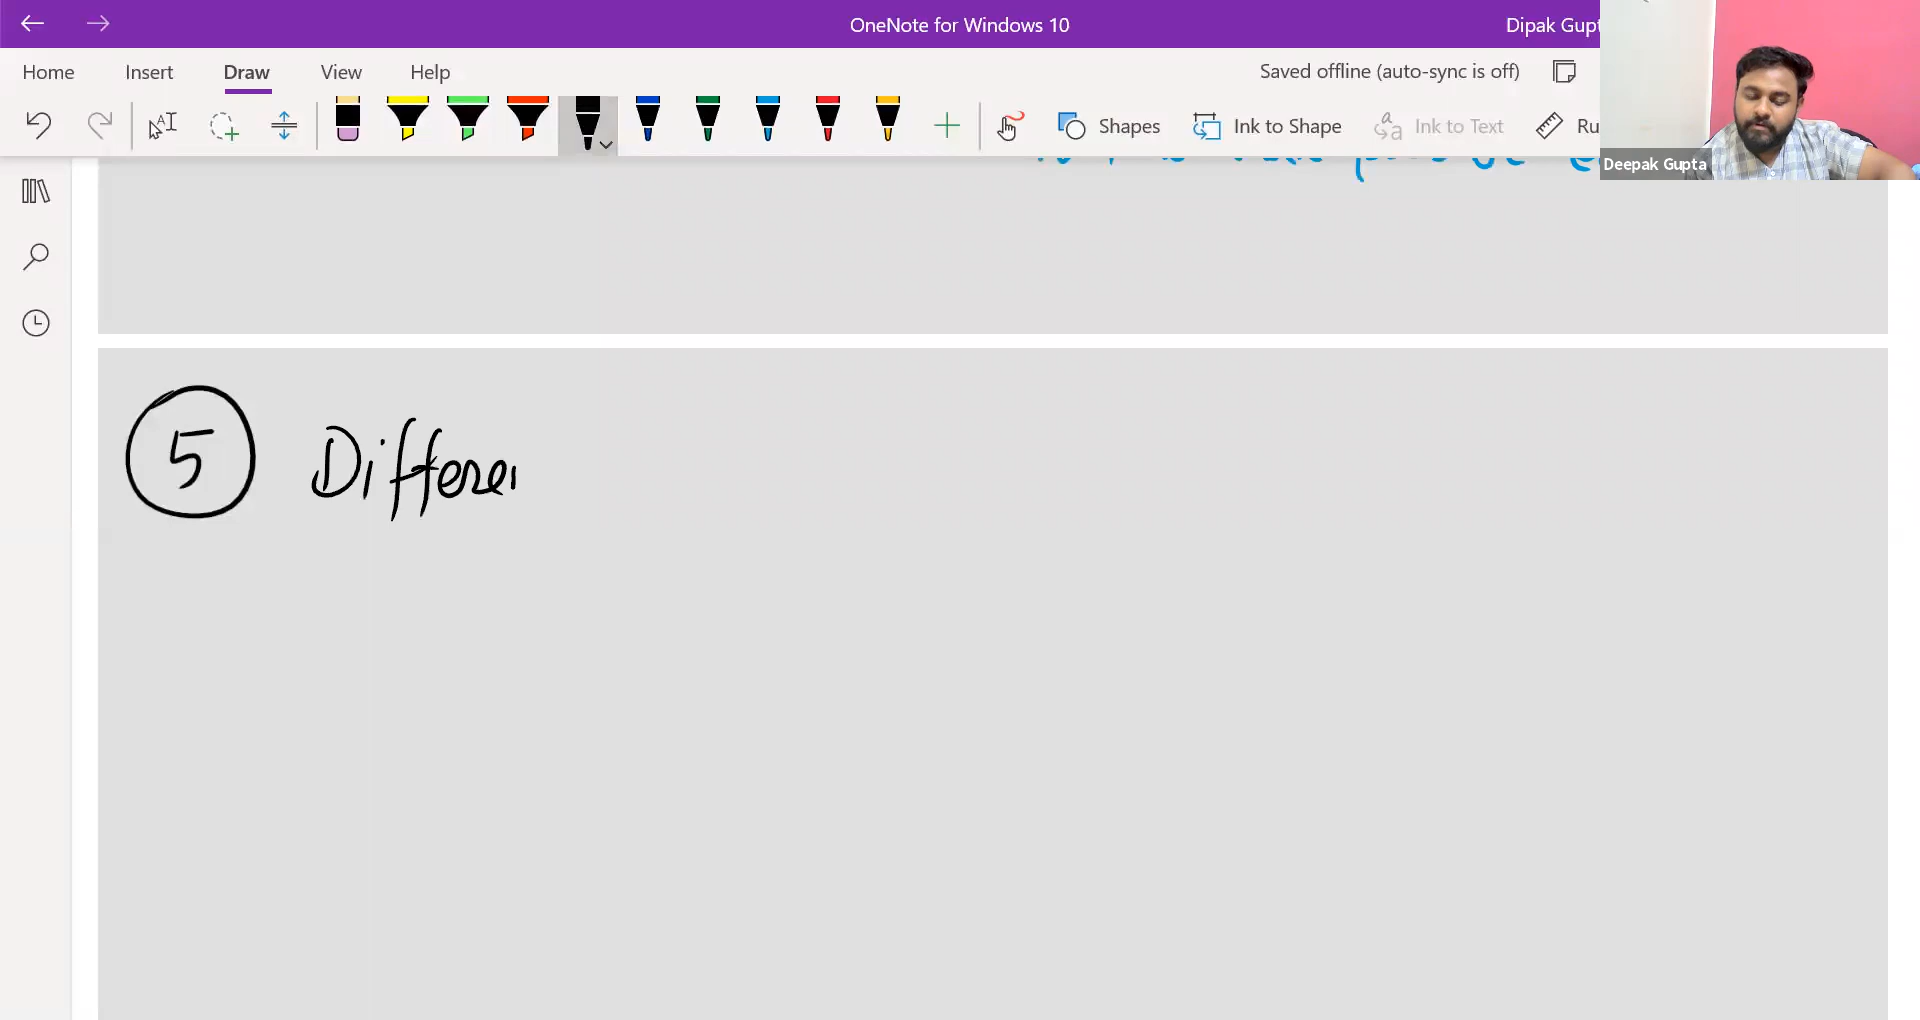 OneNote for Windows 10
Dipak Gupt
Home Insert Draw View Help
Saved offline (auto-sync is off)
Shapes Ink to Shape Ink to Text Ru
Deepak Gupta
5 Differen